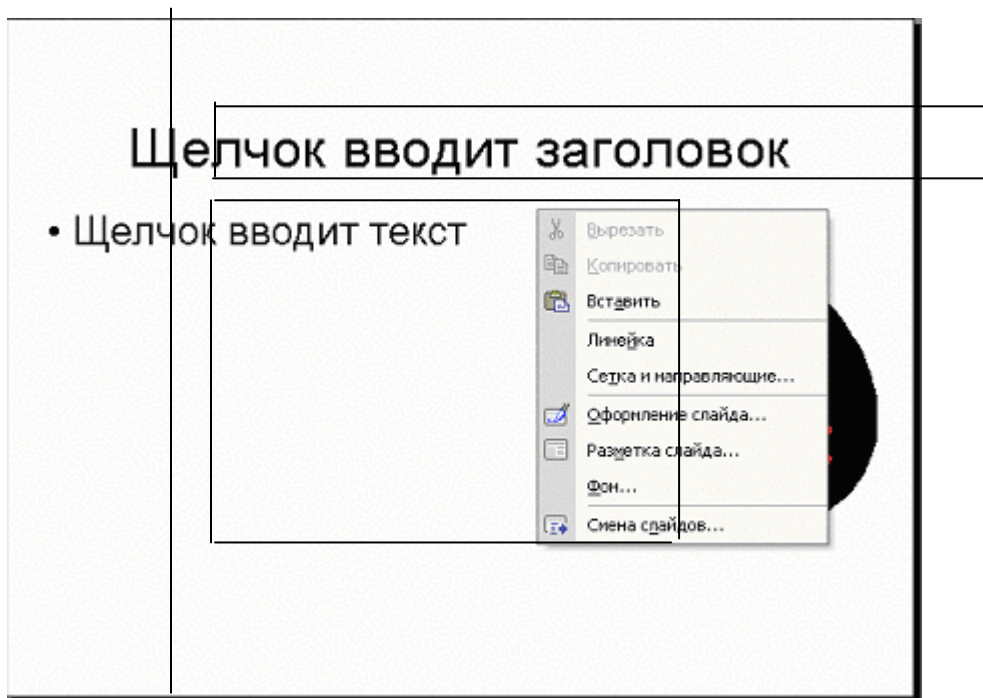 Щелчок вводит заголовок
• Щелчок вводит текст
Вырезать
Копировать
Вставить
Линейка
Сетка и направляющие...
Оформление слайда...
Разметка слайда...
Фон...
Смена слайдов...